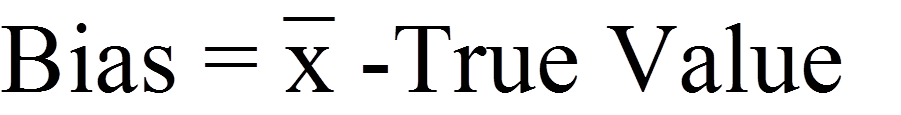 Bias = x̄ -True Value